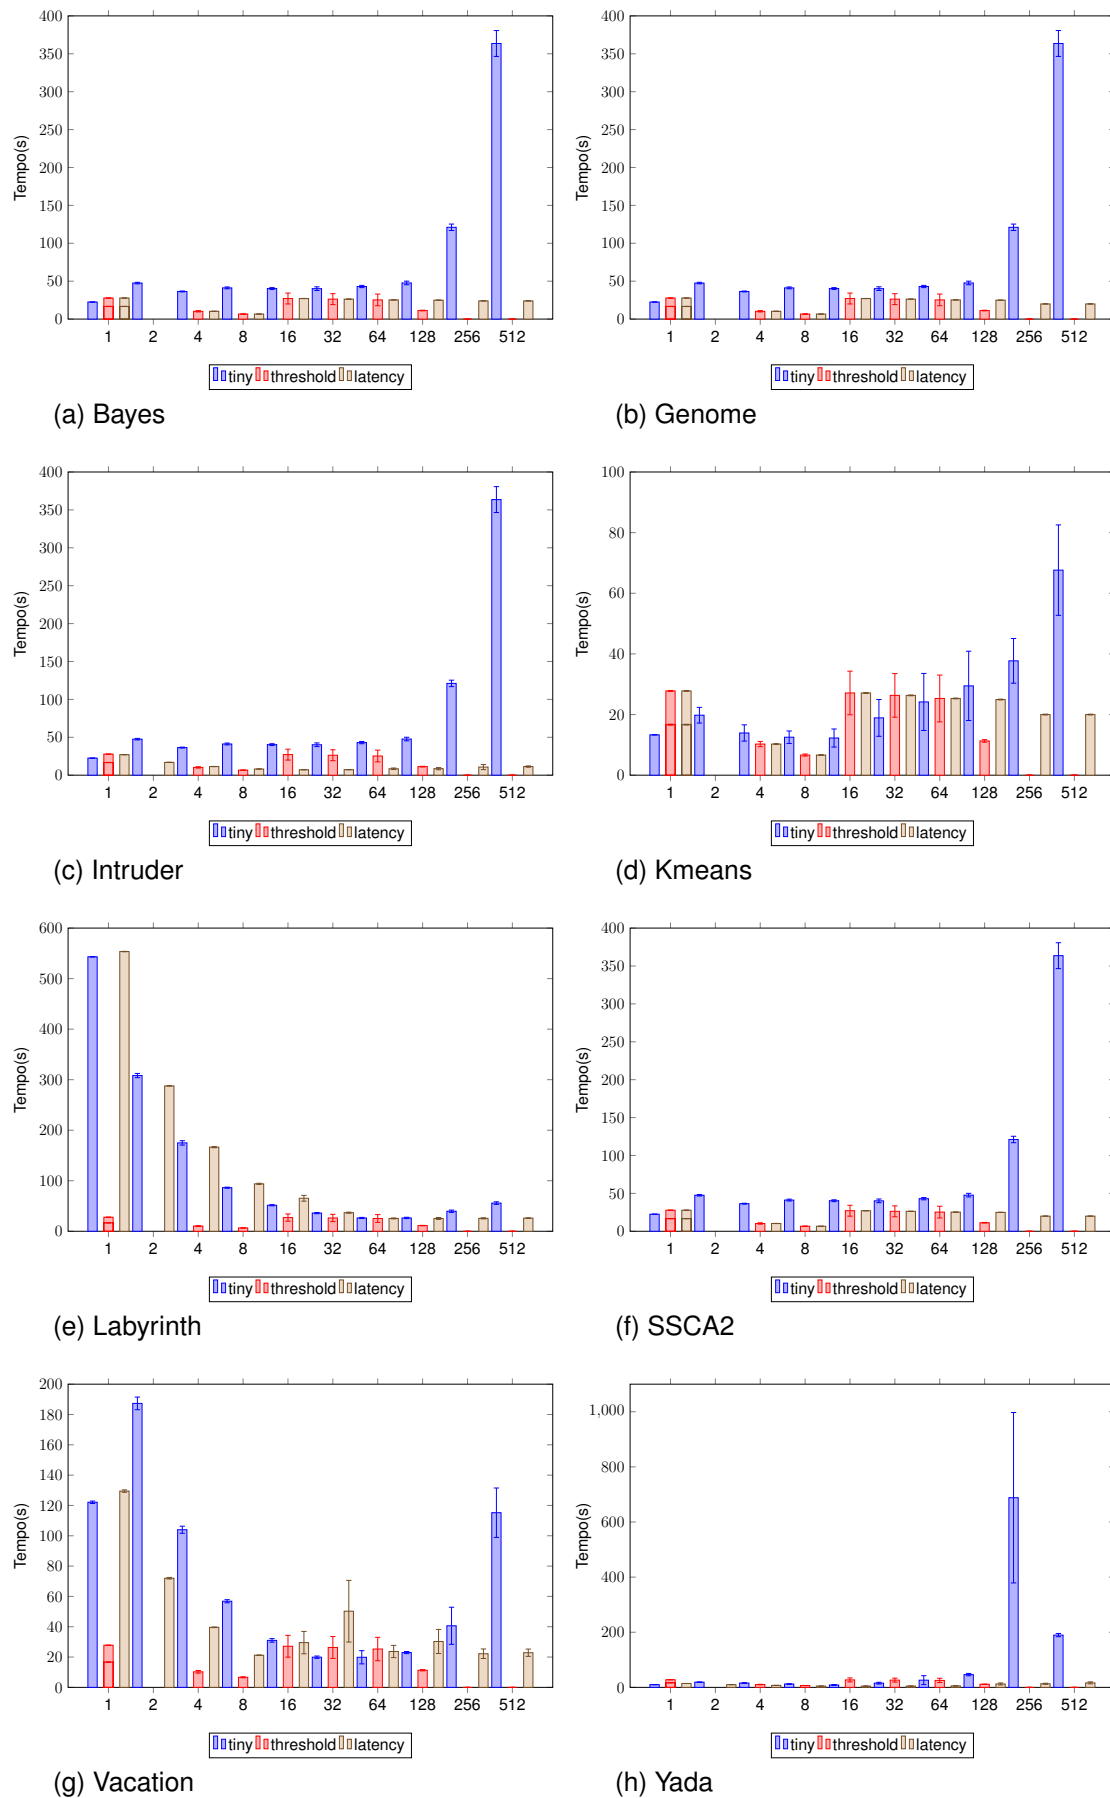 400
350
300
250
200
150
100
50
0
Tempo(s)
1 2 4 8 16 32 64 128 256 512
tiny threshold latency
(a) Bayes
400
350
300
250
200
150
100
50
0
Tempo(s)
1 2 4 8 16 32 64 128 256 512
tiny threshold latency
(b) Genome
400
350
300
250
200
150
100
50
0
Tempo(s)
1 2 4 8 16 32 64 128 256 512
tiny threshold latency
(c) Intruder
100
80
60
40
20
0
Tempo(s)
1 2 4 8 16 32 64 128 256 512
tiny threshold latency
(d) Kmeans
600
500
400
300
200
100
0
Tempo(s)
1 2 4 8 16 32 64 128 256 512
tiny threshold latency
(e) Labyrinth
400
350
300
250
200
150
100
50
0
Tempo(s)
1 2 4 8 16 32 64 128 256 512
tiny threshold latency
(f) SSCA2
200
180
160
140
120
100
80
60
40
20
0
Tempo(s)
1 2 4 8 16 32 64 128 256 512
tiny threshold latency
(g) Vacation
1,000
800
600
400
200
0
Tempo(s)
1 2 4 8 16 32 64 128 256 512
tiny threshold latency
(h) Yada